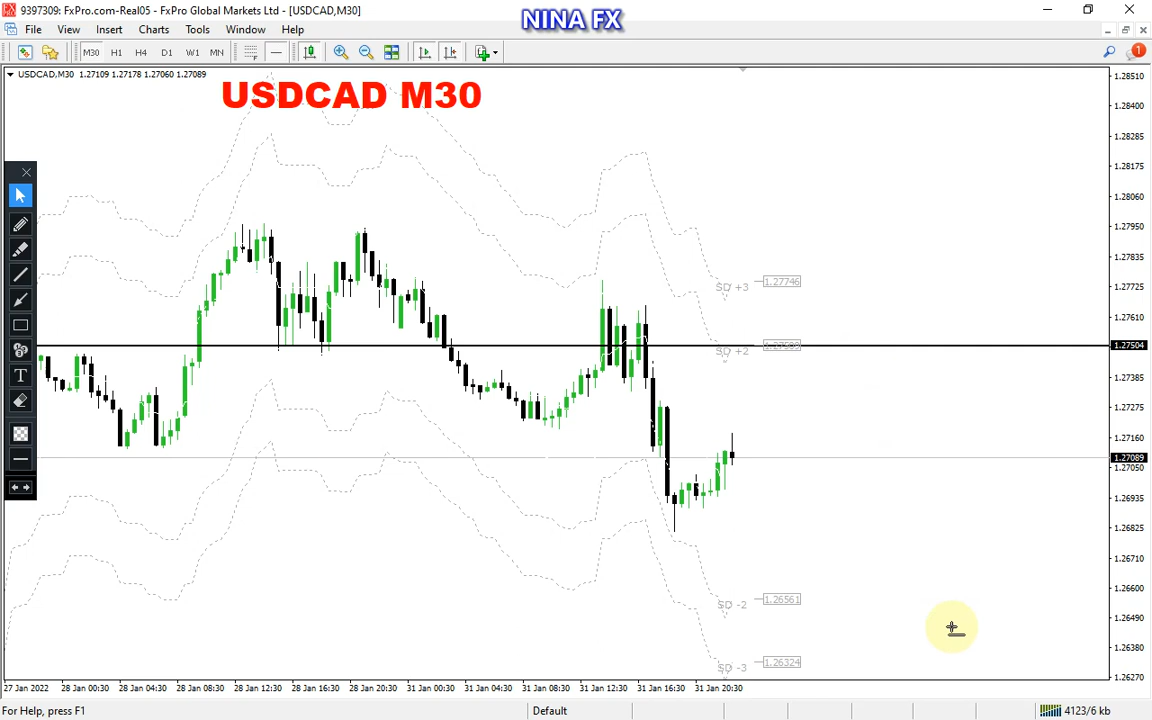 9397309: FxPro.com-Real05 - FxPro Global Markets Ltd - [USDCAD,M30]
NINA FX
File View Insert Charts Tools Window Help
M30 H1 H4 D1 W1 MN
1
USDCAD,M30 1.27109 1.27178 1.27060 1.27089
USDCAD M30
1.28510
1.28400
1.28285
1.28175
1.28060
1.27950
1.27835
SD +3 1.27746
1.27725
1.27610
1.27504
SD +2
1.27385
1.27275
1.27160
1.27089
1.27050
1.26935
1.26825
1.26710
1.26600
SD -2 1.26561
1.26490
1.26380
SD -3 1.26324
1.26270
T
27 Jan 2022 28 Jan 00:30 28 Jan 04:30 28 Jan 08:30 28 Jan 12:30 28 Jan 16:30 28 Jan 20:30 31 Jan 00:30 31 Jan 04:30 31 Jan 08:30 31 Jan 12:30 31 Jan 16:30 31 Jan 20:30
For Help, press F1 Default 4123/6 kb